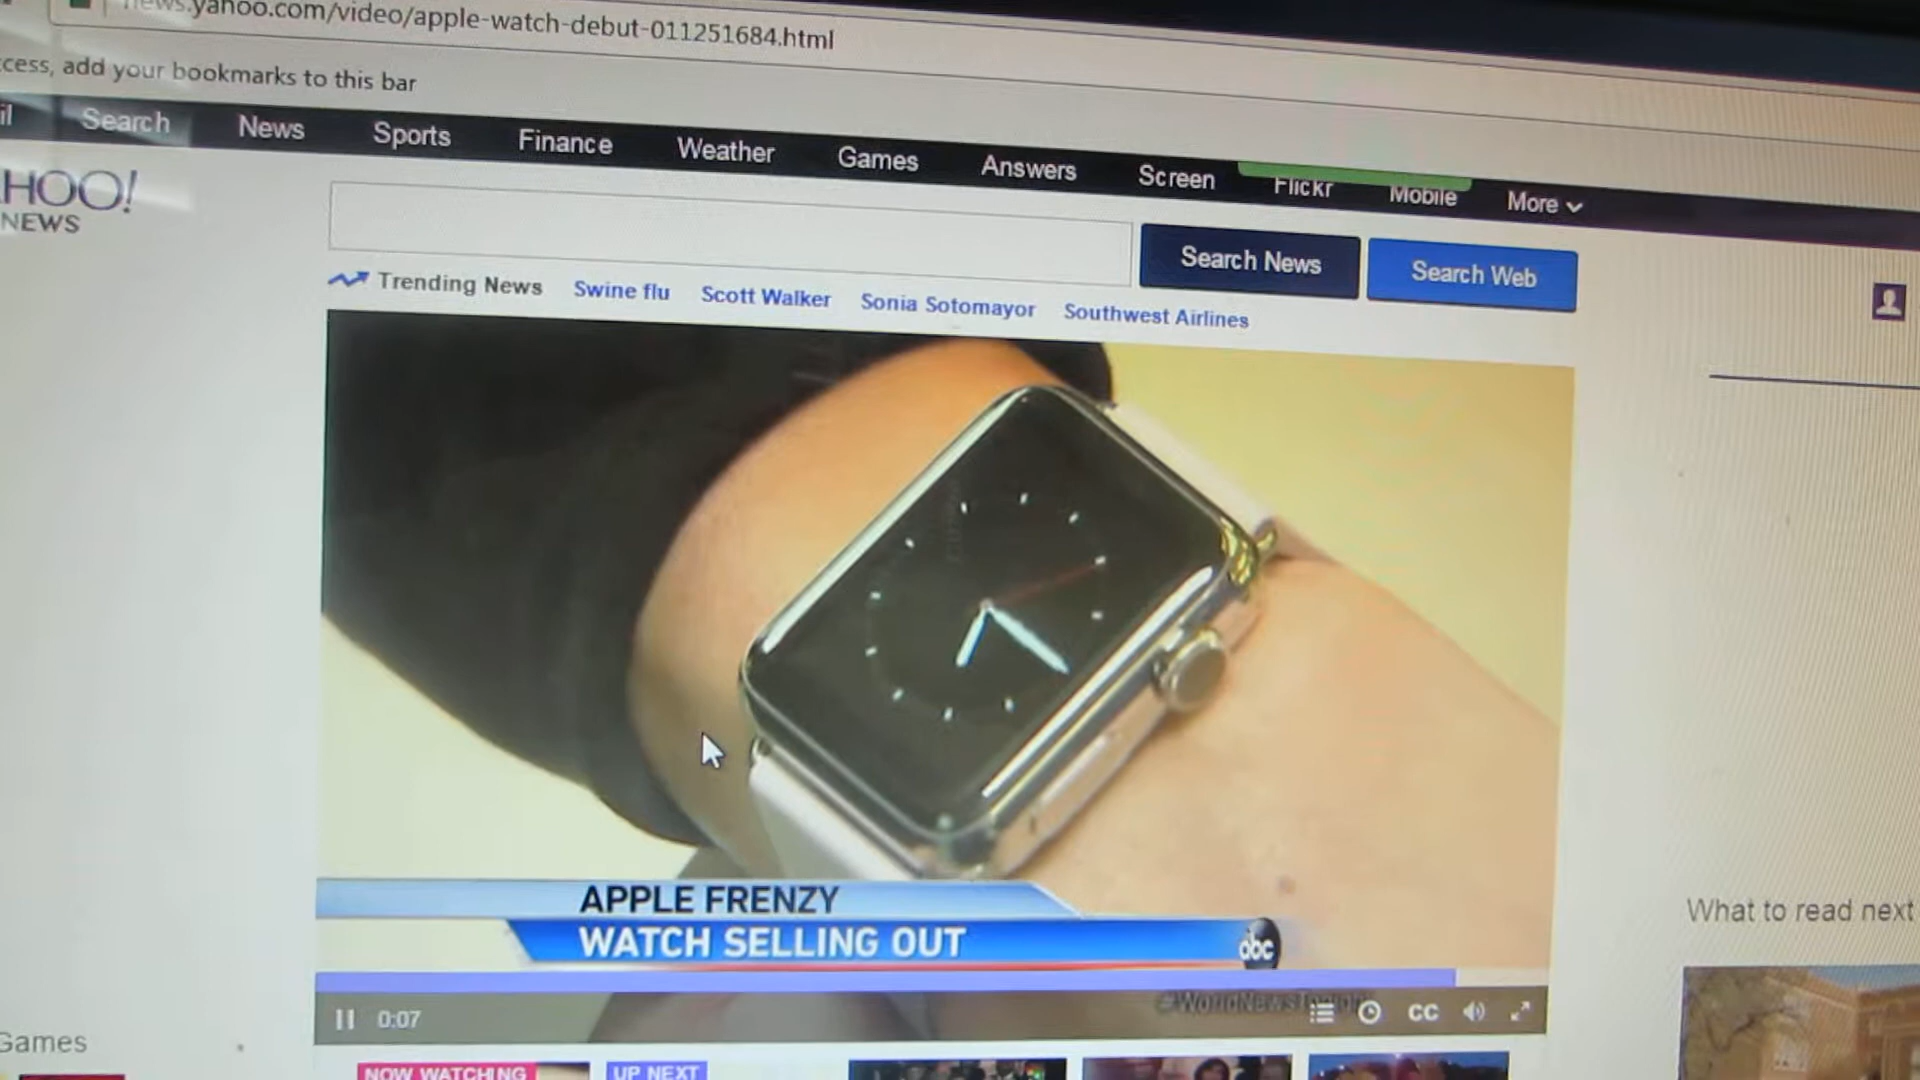 news.yahoo.com/video/apple-watch-debut-011251684.html
add your bookmarks to this bar
Search News Sports Finance Weather Games Answers Screen Flickr Mobile More
HOO!
NEWS
Search News Search Web
Trending News Swine flu Scott Walker Sonia Sotomayor Southwest Airlines
APPLE FRENZY
WATCH SELLING OUT
abc
What to read next
#WorldNewsTonight
0:07 CC
Games
NOW WATCHING UP NEXT